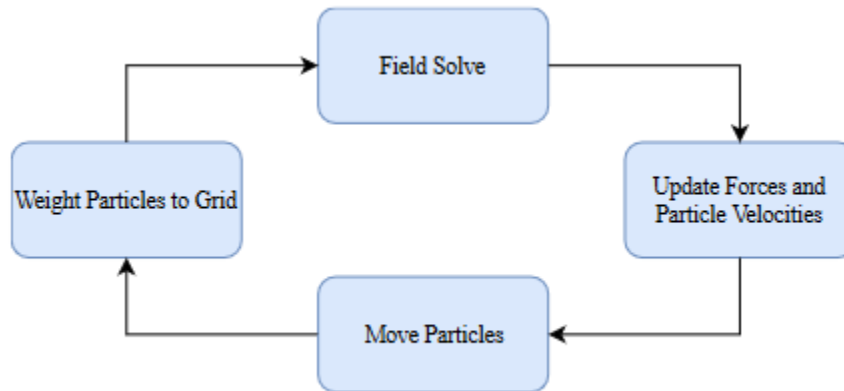 Field Solve
Weight Particles to Grid
Update Forces and
Particle Velocities
Move Particles